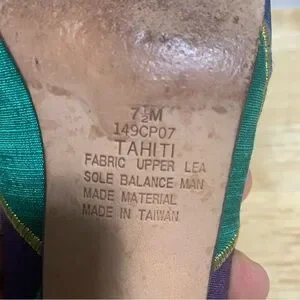 7½M
149CP07
TAHITI
FABRIC UPPER LEA
SOLE BALANCE MAN
MADE MATERIAL
MADE IN TAIWAN